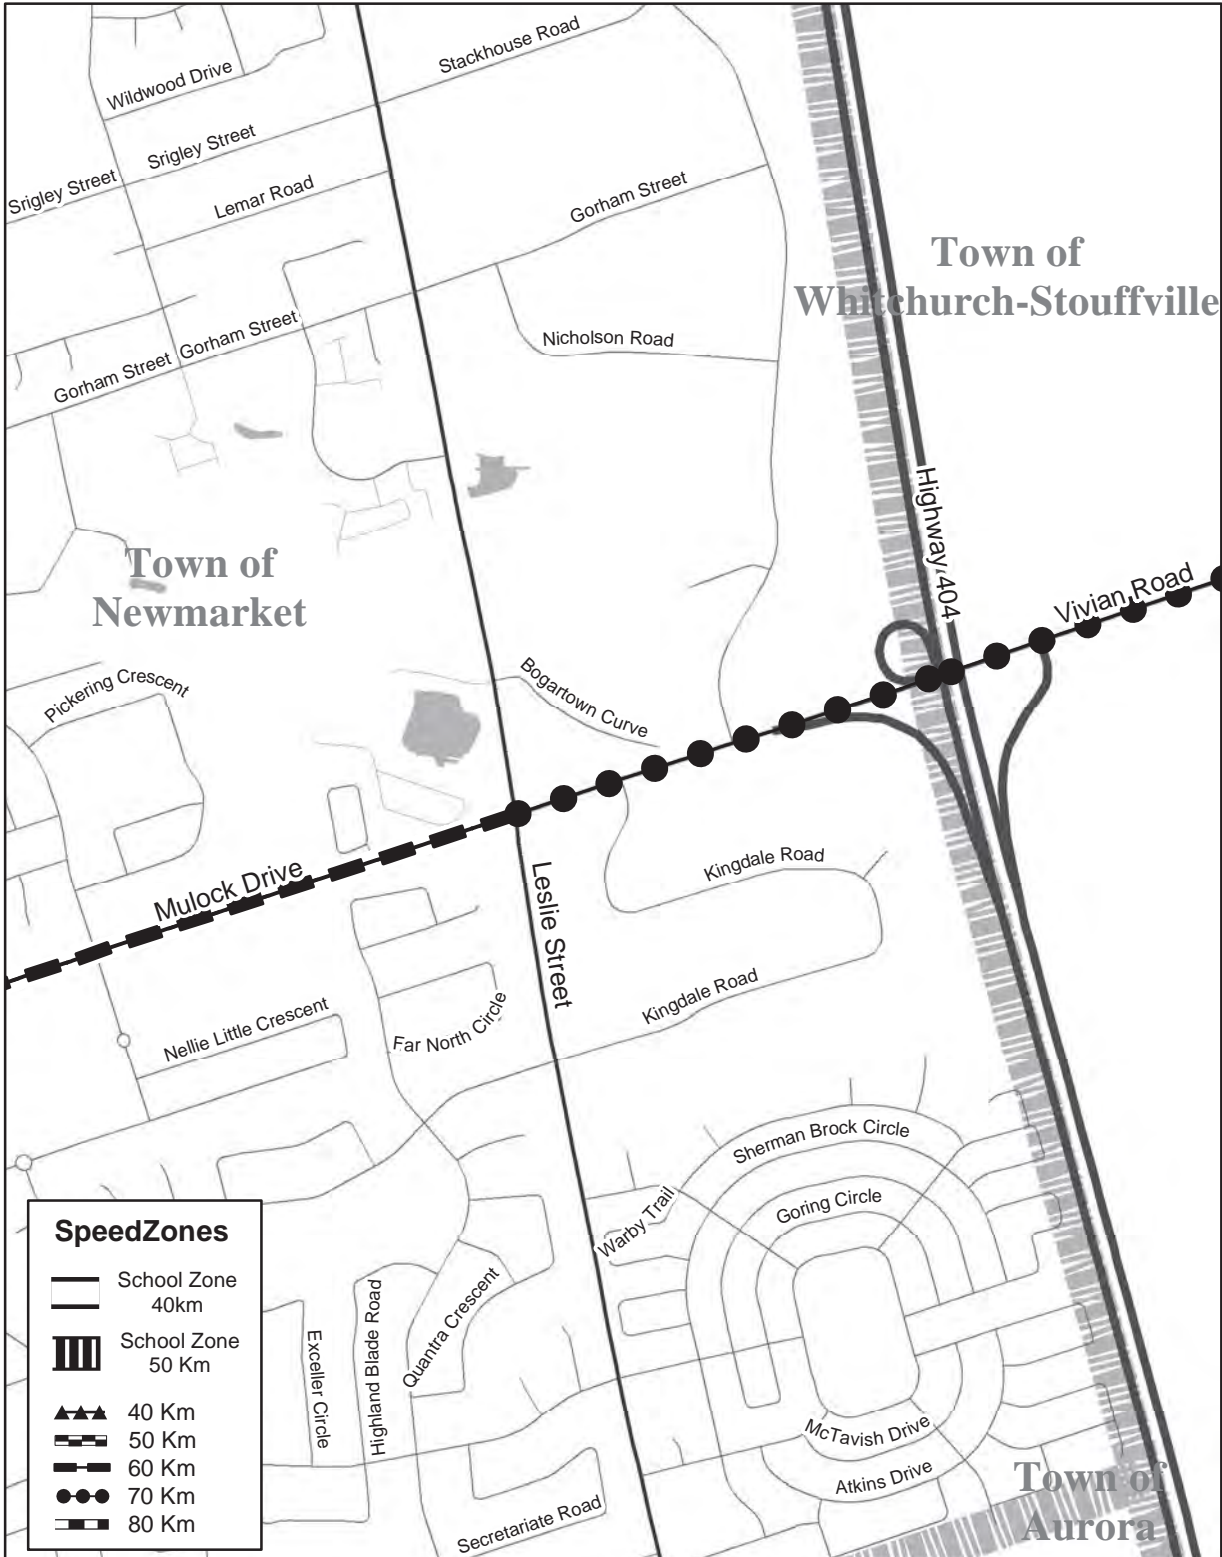 Stackhouse Road
Wildwood Drive
Srigley Street
Srigley Street
Lemar Road
Gorham Street
Town of
Whitchurch-Stouffville
Gorham Street
Nicholson Road
Gorham Street
Highway 404
Town of
Newmarket
Vivian Road
Pickering Crescent
Bogartown Curve
Mulock Drive
Kingdale Road
Leslie Street
Kingdale Road
Nellie Little Crescent
Far North Circle
Sherman Brock Circle
Goring Circle
Warby Trail
Quantra Crescent
Highland Blade Road
Exceller Circle
McTavish Drive
Atkins Drive
Secretariate Road
Town of
Aurora
SpeedZones
School Zone
40km
School Zone
50 Km
40 Km
50 Km
60 Km
70 Km
80 Km